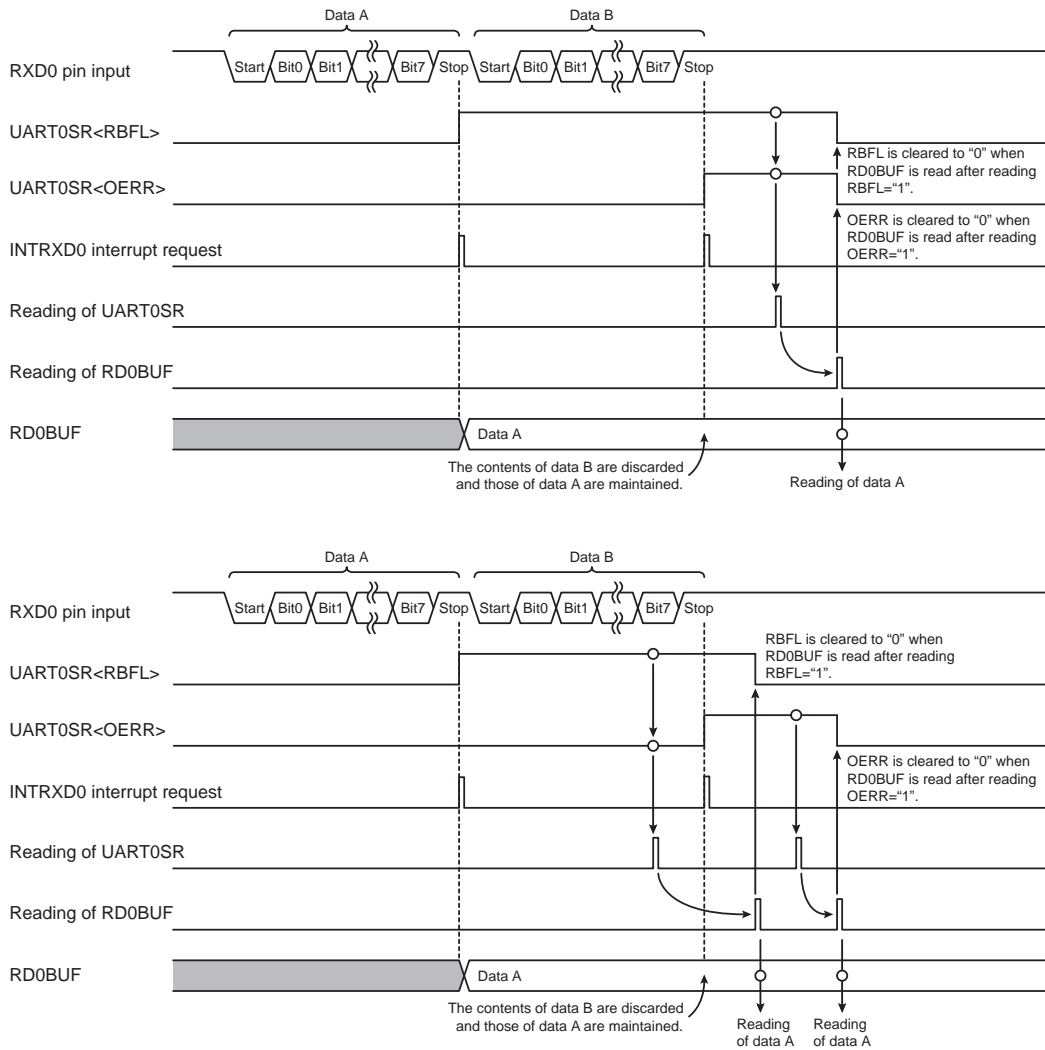 Data A Data B
RXD0 pin input Start Bit0 Bit1 Bit7 Stop Start Bit0 Bit1 Bit7 Stop
UART0SR<RBFL>
RBFL is cleared to “0” when
RD0BUF is read after reading
RBFL=“1”.
UART0SR<OERR>
OERR is cleared to “0” when
RD0BUF is read after reading
OERR=“1”.
INTRXD0 interrupt request
Reading of UART0SR
Reading of RD0BUF
RD0BUF Data A
The contents of data B are discarded
and those of data A are maintained.
Reading of data A
Data A Data B
RXD0 pin input Start Bit0 Bit1 Bit7 Stop Start Bit0 Bit1 Bit7 Stop
RBFL is cleared to “0” when
RD0BUF is read after reading
RBFL=“1”.
UART0SR<RBFL>
UART0SR<OERR>
OERR is cleared to “0” when
RD0BUF is read after reading
OERR=“1”.
INTRXD0 interrupt request
Reading of UART0SR
Reading of RD0BUF
RD0BUF Data A
The contents of data B are discarded
and those of data A are maintained.
Reading
of data A
Reading
of data A